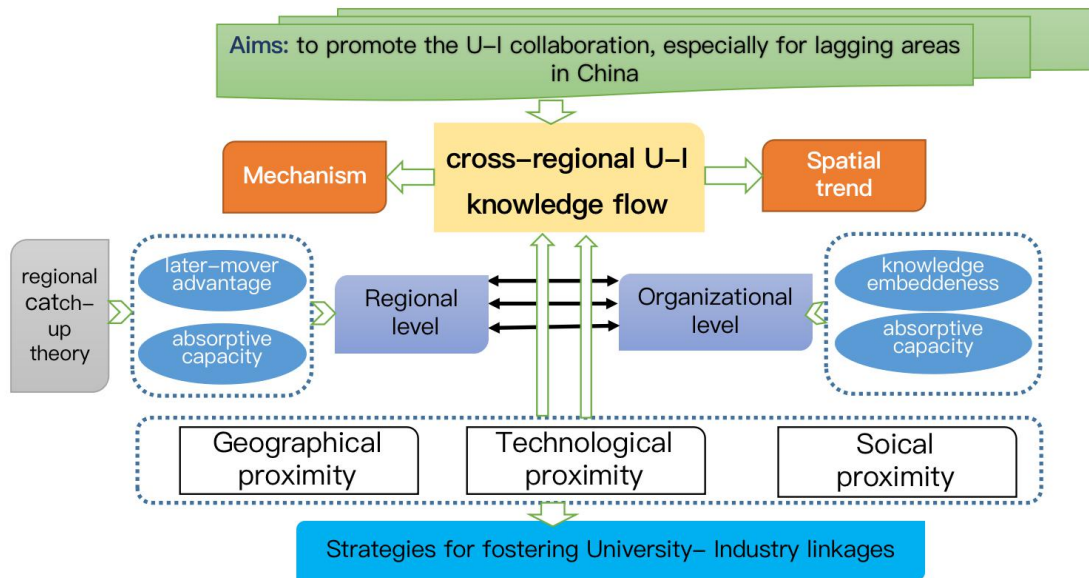 Aims: to promote the U-I collaboration, especially for lagging areas
in China
cross-regional U-I
knowledge flow
Mechanism
Spatial
trend
regional
catch-
up
theory
later-mover
advantage
absorptive
capacity
Regional
level
Organizational
level
knowledge
embeddeness
absorptive
capacity
Geographical
proximity
Technological
proximity
Soical
proximity
Strategies for fostering University- Industry linkages